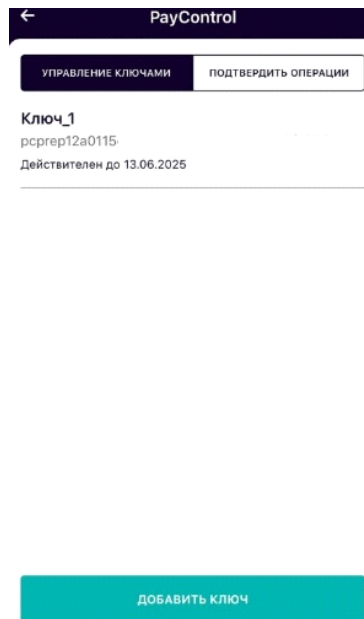 PayControl
УПРАВЛЕНИЕ КЛЮЧАМИ ПОДТВЕРДИТЬ ОПЕРАЦИИ
Ключ_1
pcprep12a0115
Действителен до 13.06.2025
ДОБАВИТЬ КЛЮЧ